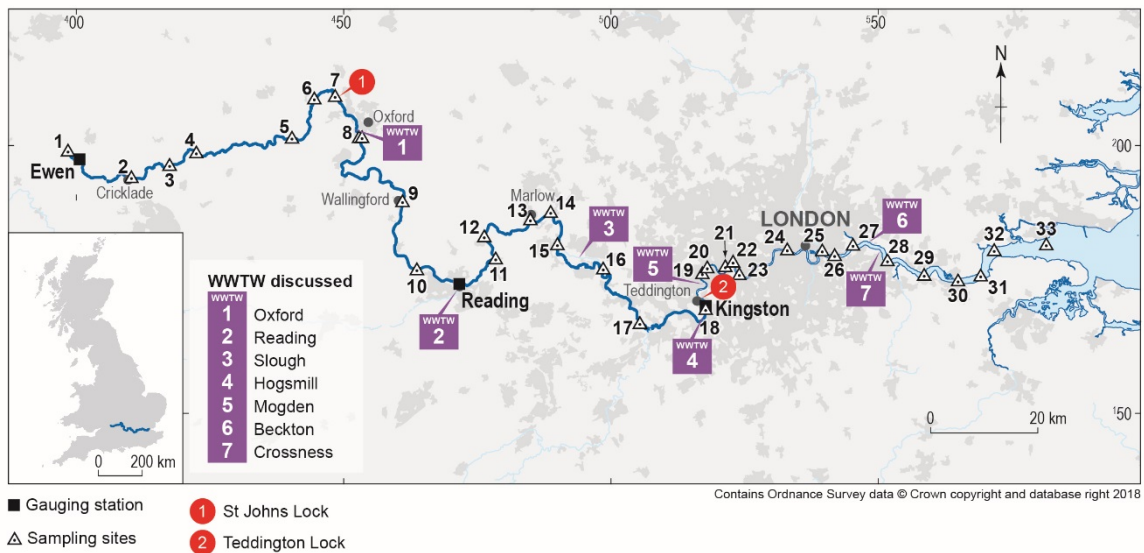 400
450
500
550
N
7
1
6
Oxford
200
5
8
WWTW
1
4
1
Ewen
2
3
Cricklade
Wallingford
9
Marlow
14
13
12
WWTW
3
15
11
16
10
Reading
WWTW
2
17
LONDON
21
20
22
24
25
27
WWTW
6
WWTW
5
19
23
26
28
29
32
33
30
31
WWTW
7
Teddington
2
Kingston
18
WWTW
4
150
0 20 km
WWTW discussed
WWTW
1 Oxford
2 Reading
3 Slough
4 Hogsmill
5 Mogden
6 Beckton
7 Crossness
0 200 km
Contains Ordnance Survey data © Crown copyright and database right 2018
Gauging station
1 St Johns Lock
Sampling sites
2 Teddington Lock